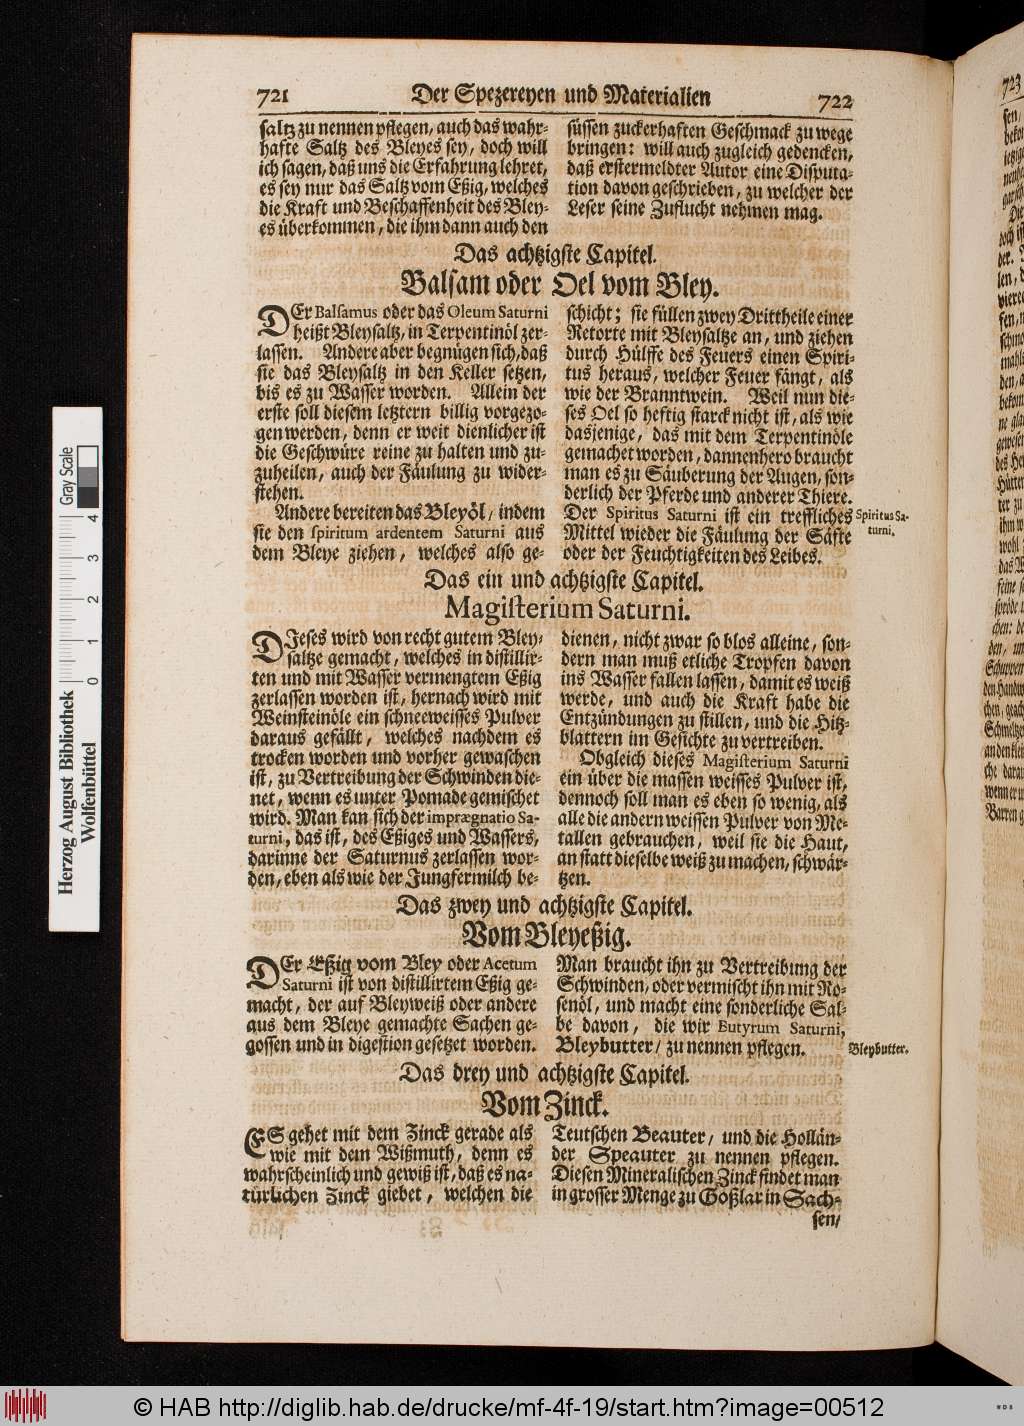 721
Der Spezereyen und Materialien
722
saltz zu nennen pflegen, auch das wahr-
hafte Saltz des Bleyes sey, doch will
ich sagen, daß uns die Erfahrung lehret,
es sey nur das Saltz vom Eßig, welches
die Kraft und Beschaffenheit des Bley-
es überkommen, die ihm dann auch den
süssen zuckerhaften Geschmack zu wege
bringen: will auch zugleich gedencken,
daß erstermeldter Autor eine Disputa-
tion davon geschrieben, zu welcher der
Leser seine Zuflucht nehmen mag.
Das achtzigste Capitel.
Balsam oder Oel vom Bley.
DEr Balsamus oder das Oleum Saturni
heißt Bleysaltz, in Terpentinöl zer-
lassen. Andere aber begnügen sich, daß
sie das Bleysaltz in den Keller setzen,
bis es zu Wasser worden. Allein der
erste soll diesem letztern billig vorgezo-
gen werden, denn er weit dienlicher ist
die Geschwüre reine zu halten und zu-
zuheilen, auch der Fäulung zu wider-
stehen.
Andere bereiten das Bleyöl, indem
sie den spiritum ardentem Saturni aus
dem Bleye ziehen, welches also ge-
schicht; sie füllen zwey Drittheile einer
Retorte mit Bleysaltze an, und ziehen
durch Hülffe des Feuers einen Spiri-
tus heraus, welcher Feuer fängt, als
wie der Branntwein. Weil nun die-
ses Oel so heftig starck nicht ist, als wie
dasjenige, das mit dem Terpentinöle
gemachet worden, dannenhero braucht
man es zu Säuberung der Augen, son-
derlich der Pferde und anderer Thiere.
Der Spiritus Saturni ist ein treffliches
Mittel wieder die Fäulung der Säfte
oder der Feuchtigkeiten des Leibes.
Spiritus Sa-
turni.
Das ein und achtzigste Capitel.
Magisterium Saturni.
DIeses wird von recht gutem Bley-
saltze gemacht, welches in distillir-
ten und mit Wasser vermengtem Eßig
zerlassen worden ist, hernach wird mit
Weinsteinöle ein schneeweisses Pulver
daraus gefällt, welches nachdem es
trocken worden und vorher gewaschen
ist, zu Vertreibung der Schwinden die-
net, wenn es unter Pomade gemischet
wird. Man kan sich der imprægnatio Sa-
turni, das ist, des Eßiges und Wassers,
darinne der Saturnus zerlassen wor-
den, eben als wie der Jungfermilch be-
dienen, nicht zwar so blos alleine, son-
dern man muß etliche Tropfen davon
ins Wasser fallen lassen, damit es weiß
werde, und auch die Kraft habe die
Entzündungen zu stillen, und die Hitz-
blattern im Gesichte zu vertreiben.
Obgleich dieses Magisterium Saturni
ein über die massen weisses Pulver ist,
dennoch soll man es eben so wenig, als
alle die andern weissen Pulver von Me-
tallen gebrauchen, weil sie die Haut,
an statt dieselbe weiß zu machen, schwär-
tzen.
Das zwey und achtzigste Capitel.
Vom Bleyeßig.
DEr Eßig vom Bley oder Acetum
Saturni ist von distillirtem Eßig ge-
macht, der auf Bleyweiß oder andere
aus dem Bleye gemachte Sachen ge-
gossen und in digestion gesetzet worden.
Man braucht ihn zu Vertreibung der
Schwinden, oder vermischt ihn mit Ro-
senöl, und macht eine sonderliche Sal-
be davon, die wir Butyrum Saturni,
Bleybutter/ zu nennen pflegen.
Bleybutter.
Das drey und achtzigste Capitel.
Vom Zinck.
ES gehet mit dem Zinck gerade als
wie mit dem Wißmuth, denn es
wahrscheinlich und gewiß ist, daß es na-
türlichen Zinck giebet, welchen die
Teutschen Beauter/ und die Hollän-
der Speauter zu nennen pflegen.
Diesen Mineralischen Zinck findet man
in grosser Menge zu Goßlar in Sach-
sen/
723
Gray Scale
0 1 2 3 4
Herzog August Bibliothek
Wolfenbüttel
© HAB http://diglib.hab.de/drucke/mf-4f-19/start.htm?image=00512